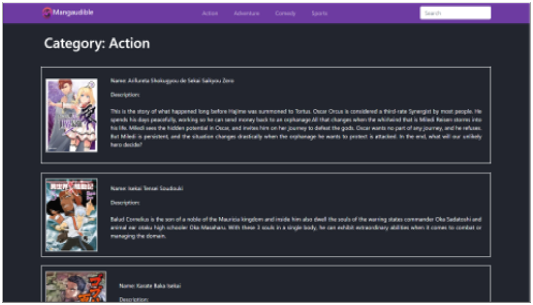 Mangaudible
Action Adventure Comedy Sports
Search
Category: Action
Name: Arifureta Shokugyou de Sekai Saikyou Zero
Description:
This is the story of what happened long before Hajime was summoned to Tortus. Oscar Orcus is considered a third-rate Synergist by most people. He
spends his days peacefully, working so he can send money back to an orphanage.All that changes when the whirlwind that is Miledi Reisen storms into
his life. Miledi sees the hidden potential in Oscar, and invites him on her journey to defeat the gods. Oscar wants no part of any journey, and he refuses.
But Miledi is persistent, and the situation changes drastically when the orphanage he wants to protect is attacked. In the end, what will our unlikely
hero decide?
Name: Isekai Tensei Soudouki
Description:
Balud Cornelius is the son of a noble of the Mauricia kingdom and inside him also dwell the souls of the warring states commander Oka Sadatoshi and
animal ear otaku high-schooler Oka Masaharu. With these 3 souls in a single body, he can exhibit extraordinary abilities when it comes to combat or
managing the domain.
Name: Karate Baka Isekai
Description: